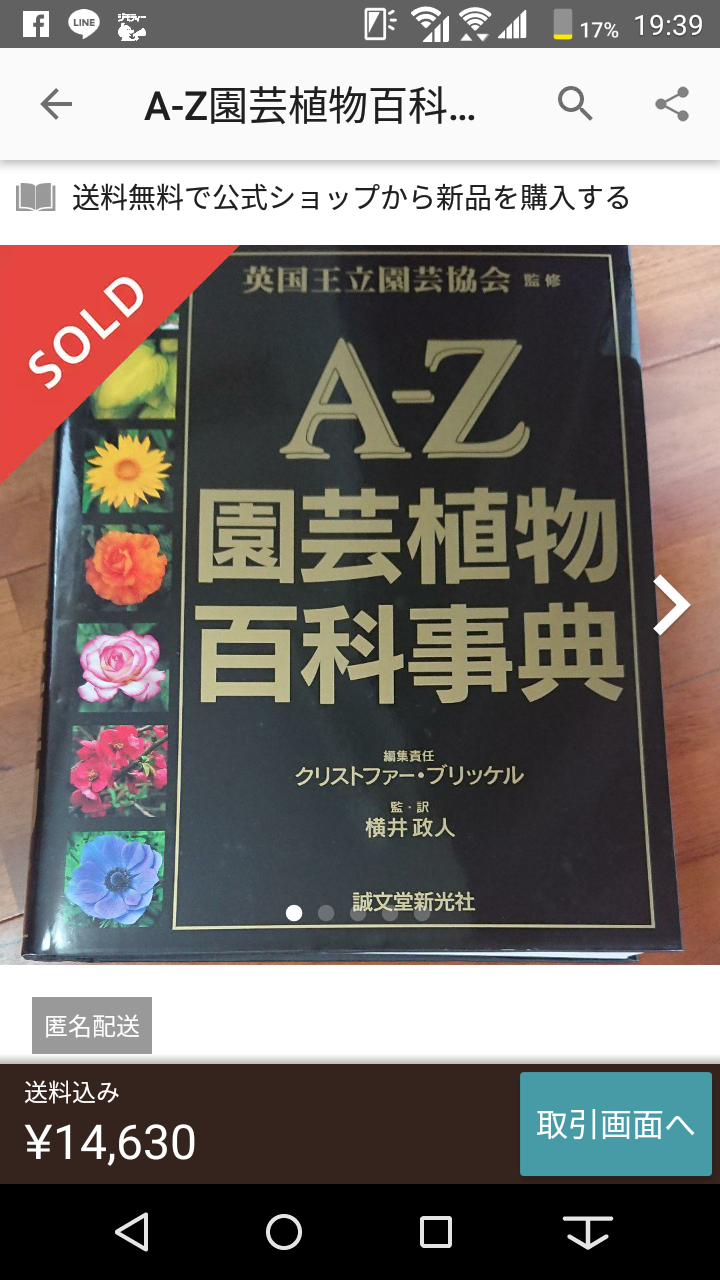 LINE
17%
19:39
A-Z園芸植物百科...
送料無料で公式ショップから新品を購入する
SOLD
英国王立園芸協会 監修
A-Z
園芸植物
百科事典
編集責任
クリストファー・ブリッケル
監・訳
横井政人
誠文堂新光社
匿名配送
送料込み
¥14,630
取引画面へ